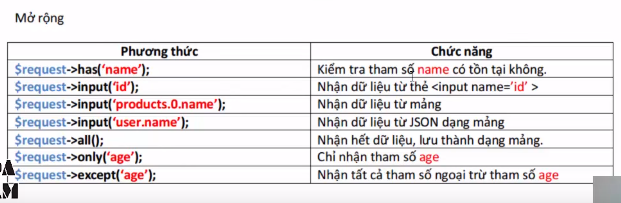 Mở rộng
Phương thức Chức năng
$request->has('name'); Kiểm tra tham số name có tồn tại không.
$request->input('id'); Nhận dữ liệu từ thẻ <input name='id' >
$request->input('products.0.name'); Nhận dữ liệu từ mảng
$request->input('user.name'); Nhận dữ liệu từ JSON dạng mảng
$request->all(); Nhận hết dữ liệu, lưu thành dạng mảng.
$request->only('age'); Chỉ nhận tham số age
$request->except('age'); Nhận tất cả tham số ngoại trừ tham số age